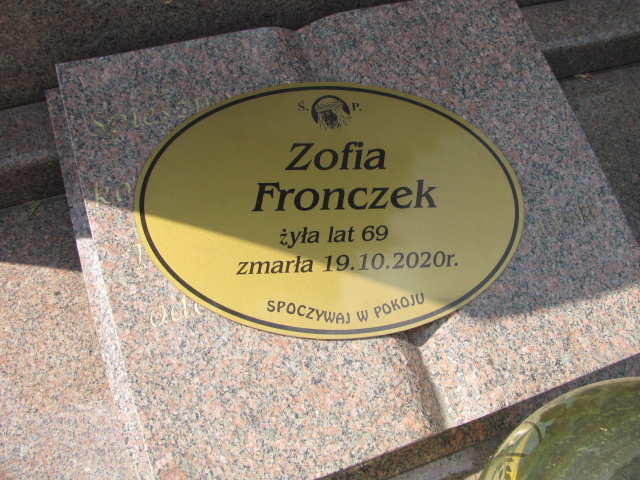 Ś. P.
Zofia
Fronczek
żyła lat 69
zmarła 19.10.2020r.
SPOCZYWAJ W POKOJU